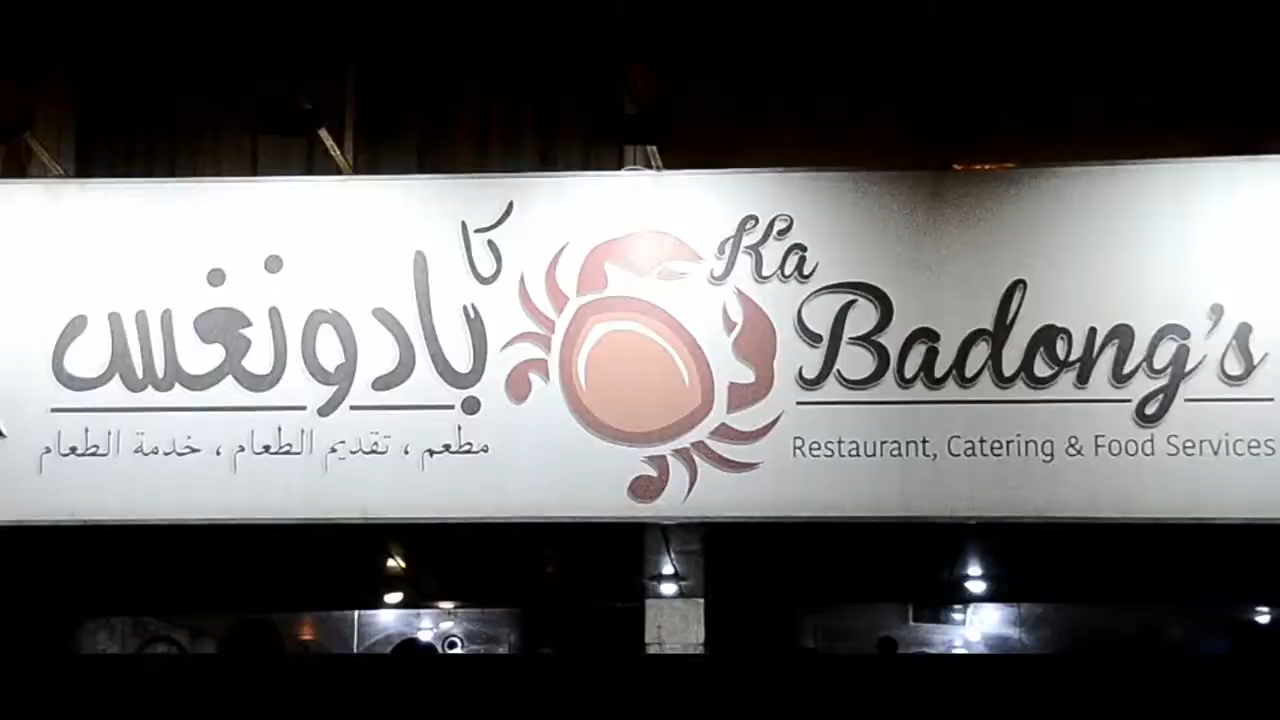 كا
بادونغس
مطعم ، تقديم الطعام ، خدمة الطعام
Ka
Badong's
Restaurant, Catering & Food Services